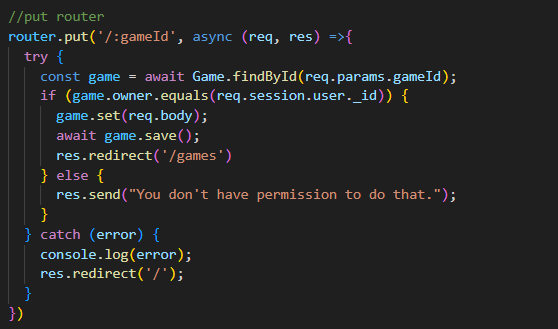 //put router
router.put('/:gameId', async (req, res) =>{
  try {
    const game = await Game.findById(req.params.gameId);
    if (game.owner.equals(req.session.user._id)) {
      game.set(req.body);
      await game.save();
      res.redirect('/games')
    } else {
      res.send("You don't have permission to do that.");
    }
  } catch (error) {
    console.log(error);
    res.redirect('/');
  }
})